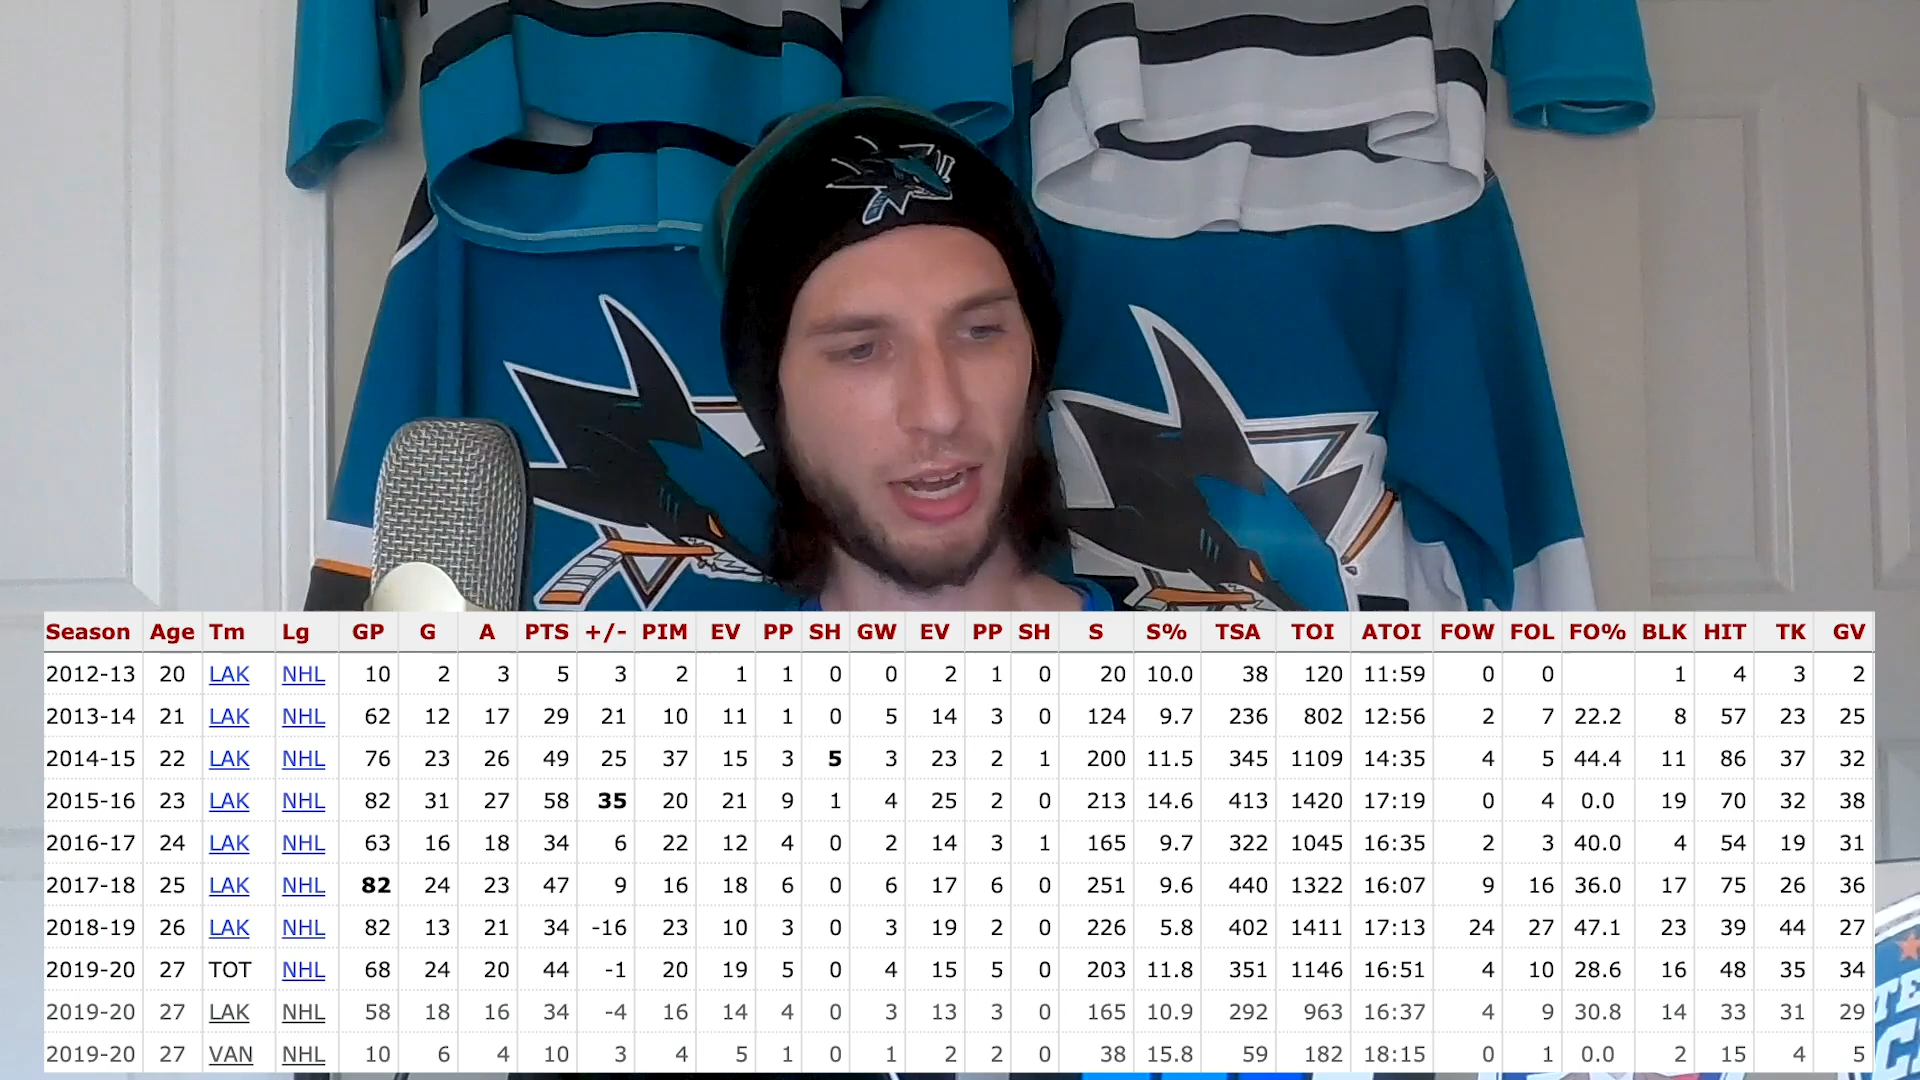 Season Age Tm Lg GP G A PTS +/- PIM EV PP SH GW EV PP SH S S% TSA TOI ATOI FOW FOL FO% BLK HIT TK GV
2012-13 20 LAK NHL 10 2 3 5 3 2 1 1 0 0 2 1 0 20 10.0 38 120 11:59 0 0 1 4 3 2
2013-14 21 LAK NHL 62 12 17 29 21 10 11 1 0 5 14 3 0 124 9.7 236 802 12:56 2 7 22.2 8 57 23 25
2014-15 22 LAK NHL 76 23 26 49 25 37 15 3 5 3 23 2 1 200 11.5 345 1109 14:35 4 5 44.4 11 86 37 32
2015-16 23 LAK NHL 82 31 27 58 35 20 21 9 1 4 25 2 0 213 14.6 413 1420 17:19 0 4 0.0 19 70 32 38
2016-17 24 LAK NHL 63 16 18 34 6 22 12 4 0 2 14 3 1 165 9.7 322 1045 16:35 2 3 40.0 4 54 19 31
2017-18 25 LAK NHL 82 24 23 47 9 16 18 6 0 6 17 6 0 251 9.6 440 1322 16:07 9 16 36.0 17 75 26 36
2018-19 26 LAK NHL 82 13 21 34 -16 23 10 3 0 3 19 2 0 226 5.8 402 1411 17:13 24 27 47.1 23 39 44 27
2019-20 27 TOT NHL 68 24 20 44 -1 20 19 5 0 4 15 5 0 203 11.8 351 1146 16:51 4 10 28.6 16 48 35 34
2019-20 27 LAK NHL 58 18 16 34 -4 16 14 4 0 3 13 3 0 165 10.9 292 963 16:37 4 9 30.8 14 33 31 29
2019-20 27 VAN NHL 10 6 4 10 3 4 5 1 0 1 2 2 0 38 15.8 59 182 18:15 0 1 0.0 2 15 4 5